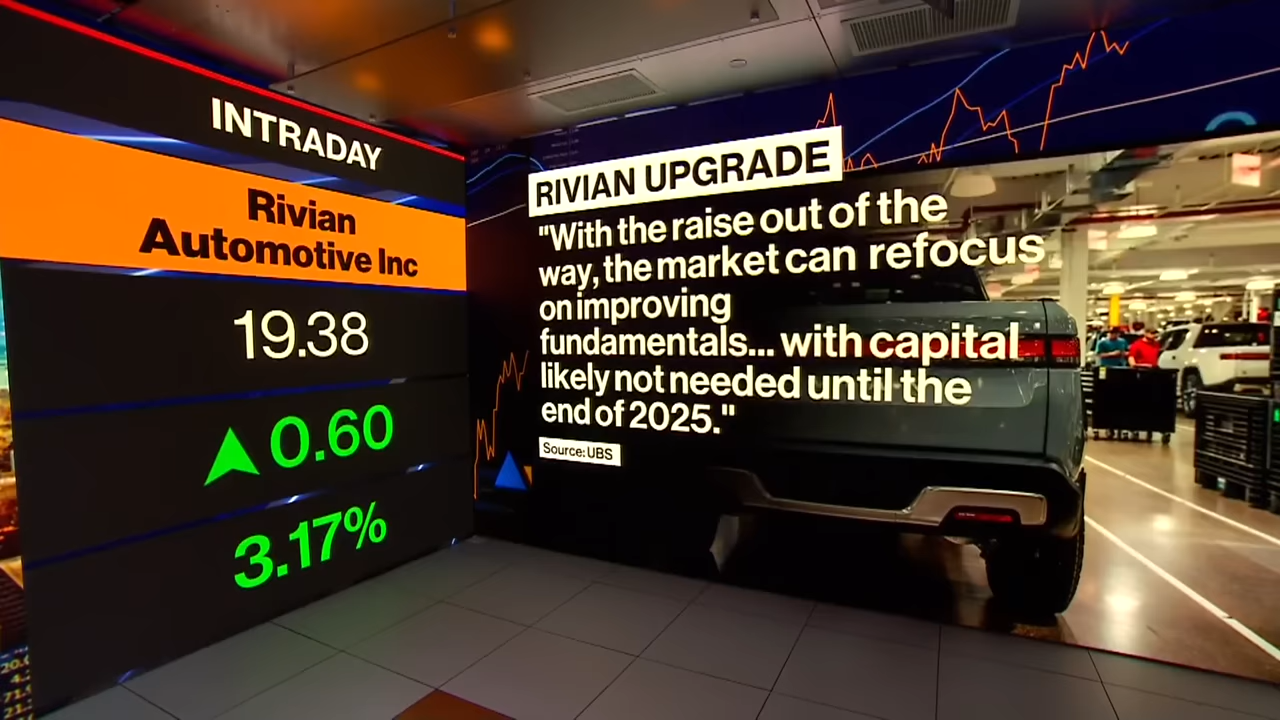 INTRADAY
Rivian
Automotive Inc
19.38
▲0.60
3.17%
RIVIAN UPGRADE
"With the raise out of the
way, the market can refocus
on improving
fundamentals... with capital
likely not needed until the
end of 2025."
Source: UBS